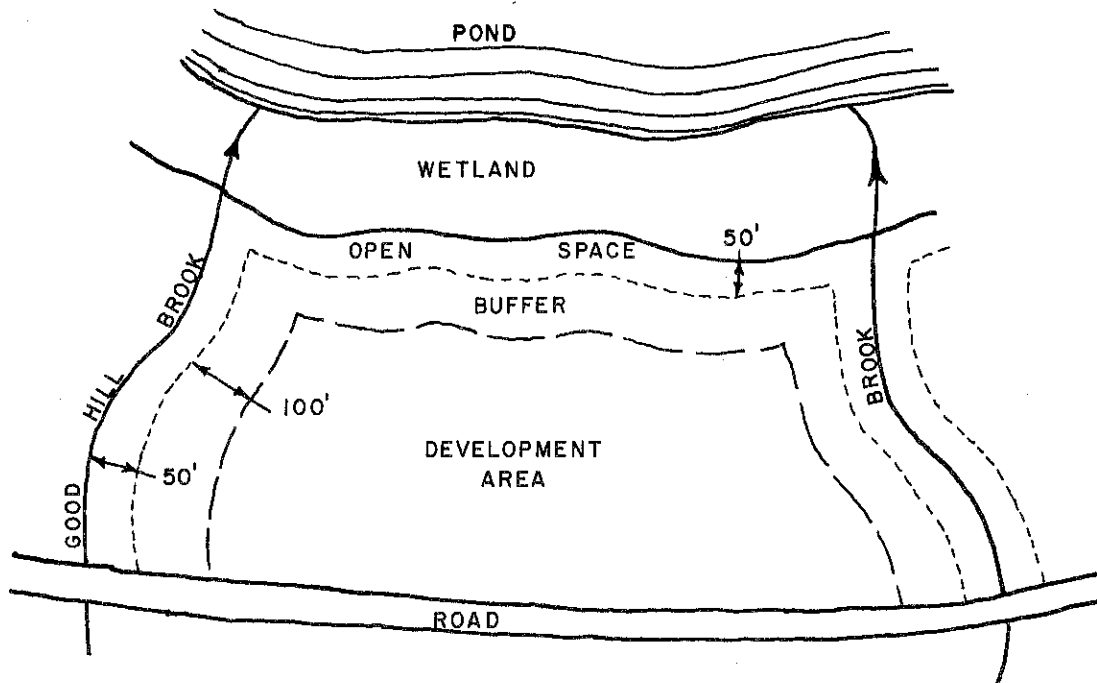 POND
WETLAND
OPEN SPACE
50'
BUFFER
GOOD HILL BROOK
BROOK
100'
50'
DEVELOPMENT
AREA
ROAD